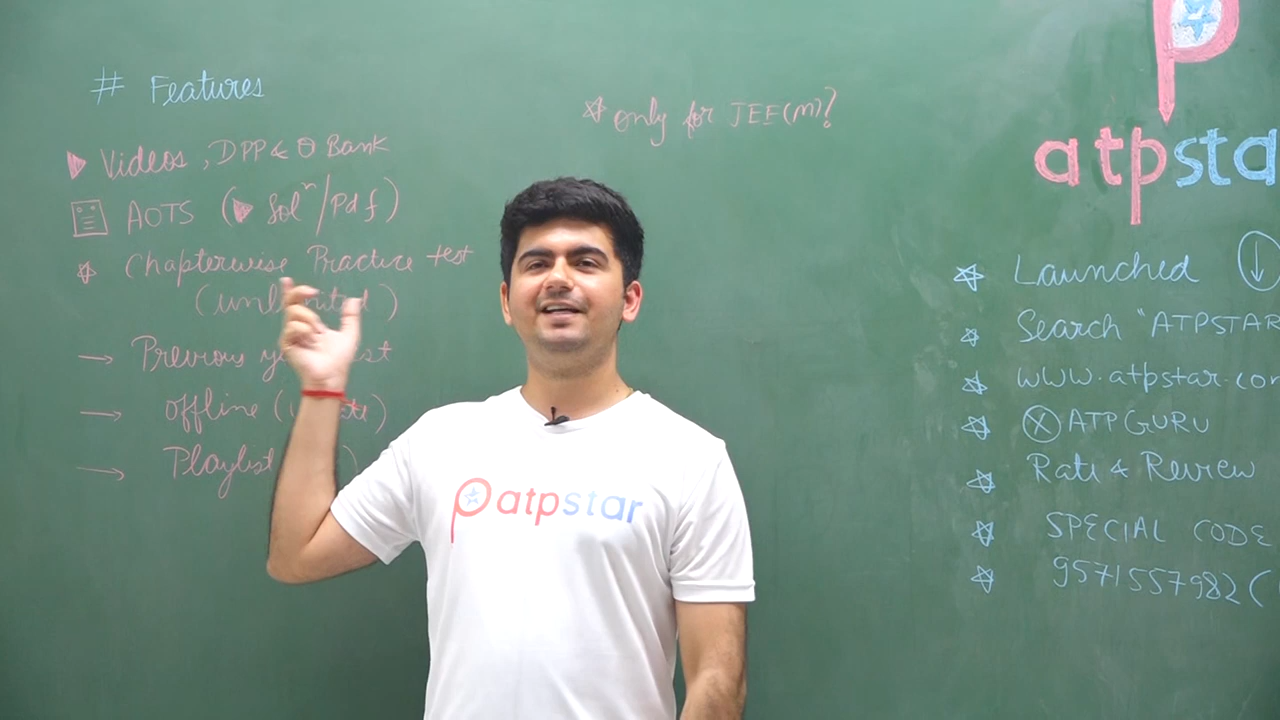 # Features
Videos, DPP & Q Bank
AOTS (▶ Solⁿ/Pdf)
Chapterwise Practice test
Previous
offline
Playlist
* only for JEE(M)?
atpsta
Launched ↓
Search "ATPSTAR
www.atpstar.com
ⓧ ATPGURU
Rate & Review
SPECIAL CODE
9571557982 (
atpstar